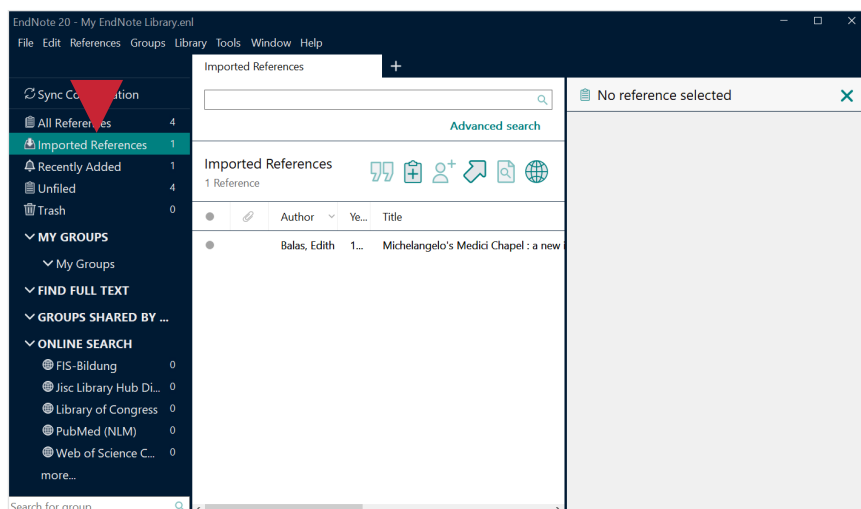 EndNote 20 - My EndNote Library.enl
File Edit References Groups Library Tools Window Help
Imported References
Sync Co ation
All References 4
Imported References 1
Recently Added 1
Unfiled 4
Trash 0
MY GROUPS
My Groups
FIND FULL TEXT
GROUPS SHARED BY ...
ONLINE SEARCH
FIS-Bildung 0
Jisc Library Hub Di... 0
Library of Congress 0
PubMed (NLM) 0
Web of Science C... 0
more...
Search for group
Advanced search
Imported References
1 Reference
Author Ye... Title
Balas, Edith 1... Michelangelo's Medici Chapel : a new i
No reference selected